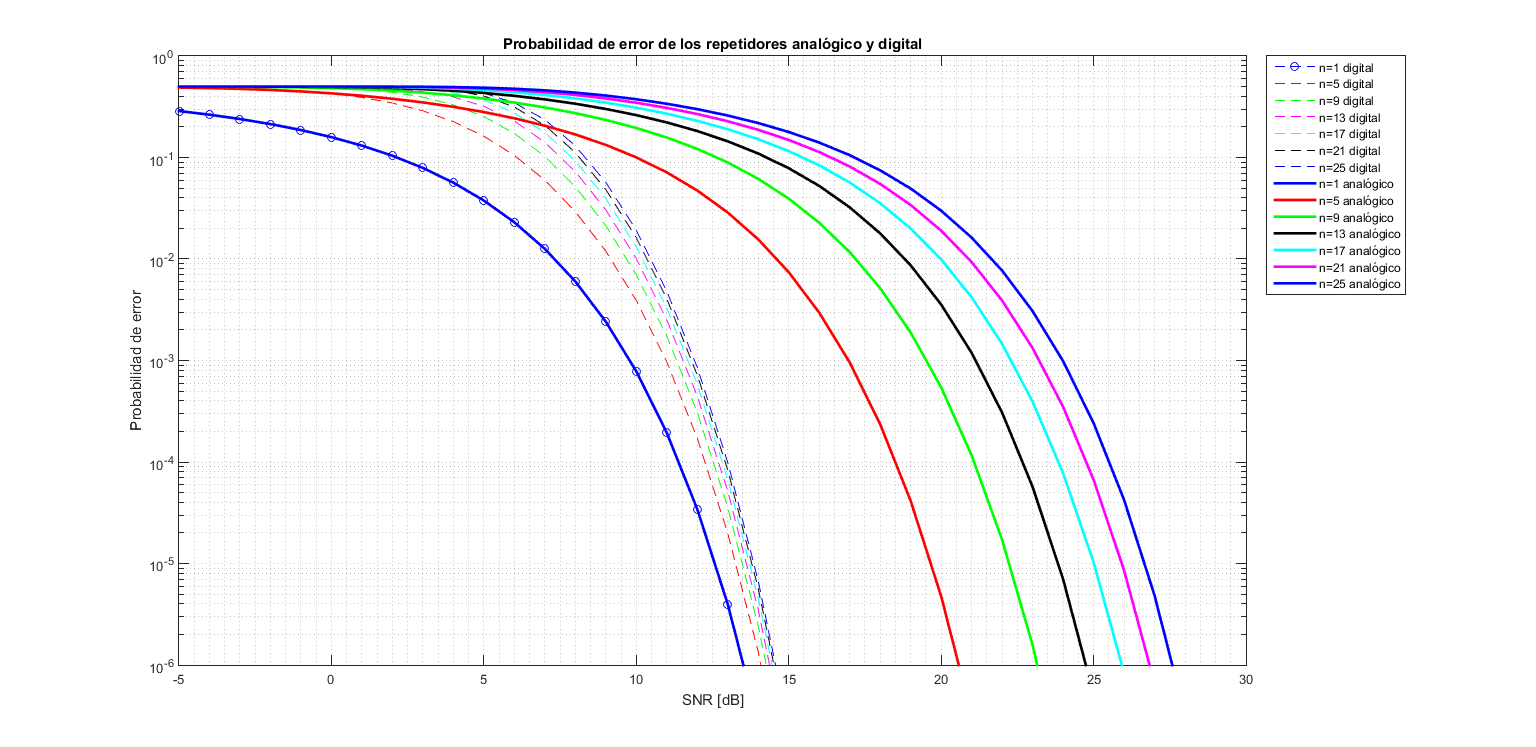 Probabilidad de error de los repetidores analógico y digital
10^0
10^-1
10^-2
10^-3
10^-4
10^-5
10^-6
Probabilidad de error
-5 0 5 10 15 20 25 30
SNR [dB]
n=1 digital
n=5 digital
n=9 digital
n=13 digital
n=17 digital
n=21 digital
n=25 digital
n=1 analógico
n=5 analógico
n=9 analógico
n=13 analógico
n=17 analógico
n=21 analógico
n=25 analógico